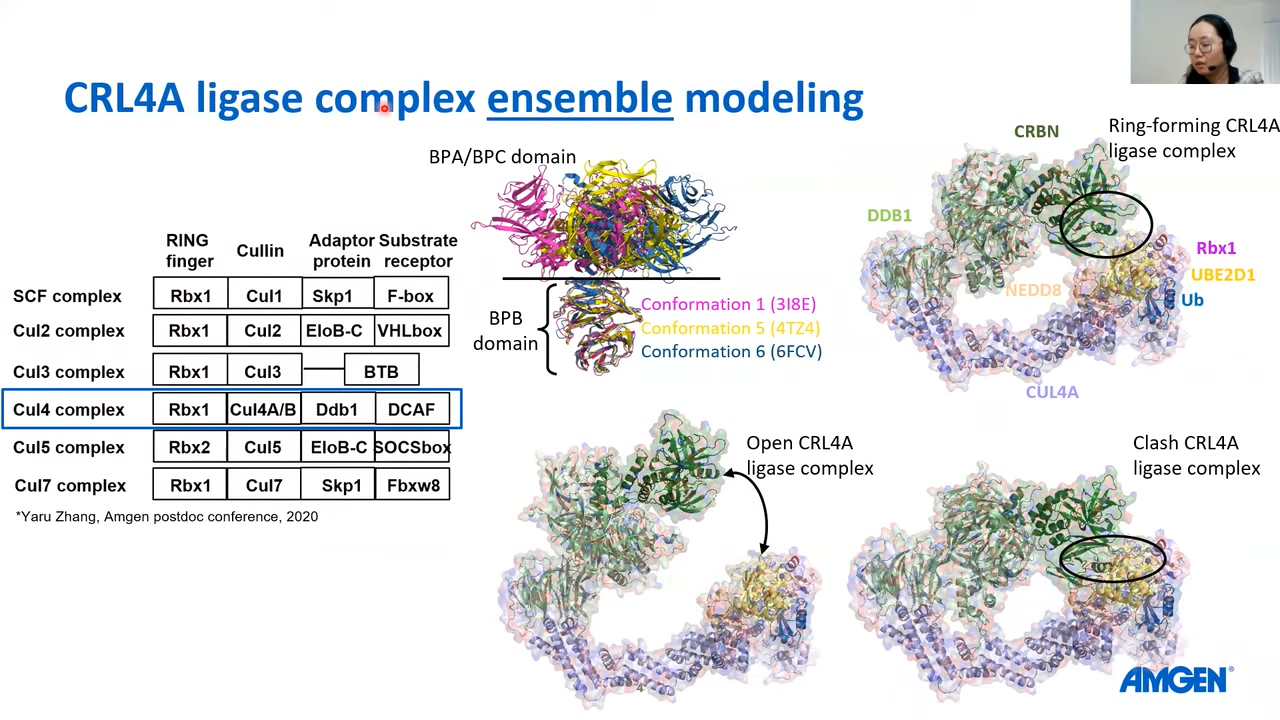 CRL4A ligase complex ensemble modeling
BPA/BPC domain
BPB
domain
Conformation 1 (3I8E)
Conformation 5 (4TZ4)
Conformation 6 (6FCV)
RING
finger
Cullin
Adaptor
protein
Substrate
receptor
SCF complex Rbx1 Cul1 Skp1 F-box
Cul2 complex Rbx1 Cul2 EloB-C VHLbox
Cul3 complex Rbx1 Cul3 BTB
Cul4 complex Rbx1 Cul4A/B Ddb1 DCAF
Cul5 complex Rbx2 Cul5 EloB-C SOCSbox
Cul7 complex Rbx1 Cul7 Skp1 Fbxw8
*Yaru Zhang, Amgen postdoc conference, 2020
CRBN
Ring-forming CRL4A
ligase complex
DDB1
Rbx1
UBE2D1
NEDD8
Ub
CUL4A
Open CRL4A
ligase complex
Clash CRL4A
ligase complex
4
AMGEN®